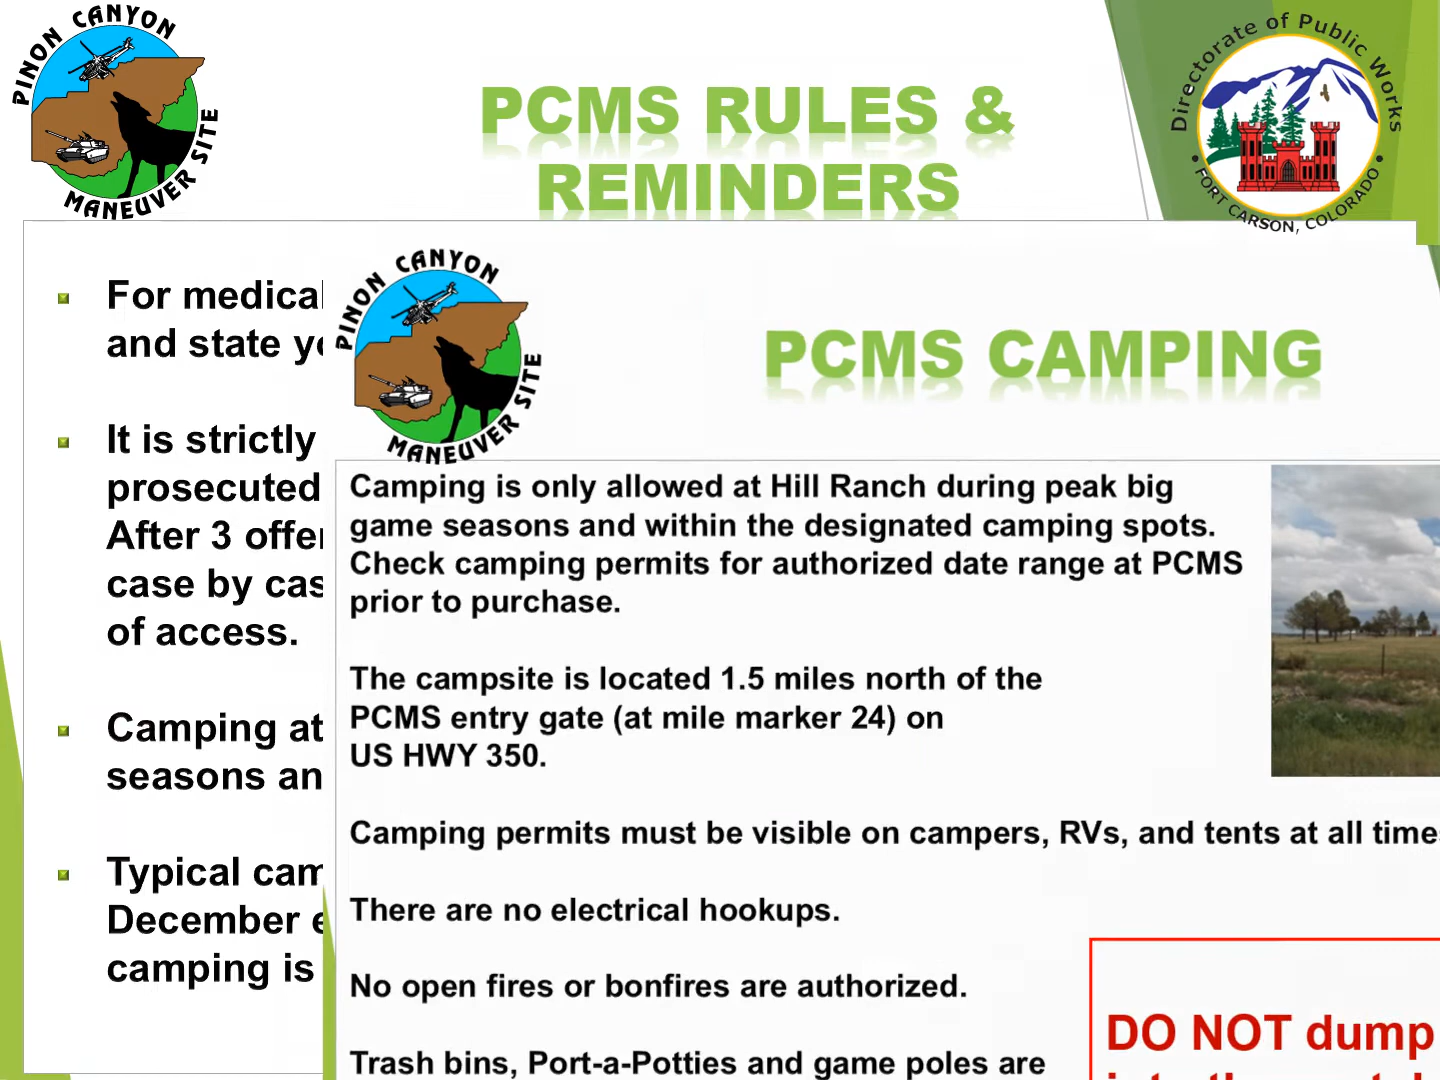 PINON CANYON
MANEUVER SITE
PCMS RULES &
REMINDERS
Directorate of Public Works
• FORT CARSON, COLORADO •
For medical
and state
It is strictly
prosecuted
After 3
case by
of access.
Camping at
seasons
Typical
December
camping is
PINON CANYON
MANEUVER SITE
PCMS CAMPING
Camping is only allowed at Hill Ranch during peak big
game seasons and within the designated camping spots.
Check camping permits for authorized date range at PCMS
prior to purchase.
The campsite is located 1.5 miles north of the
PCMS entry gate (at mile marker 24) on
US HWY 350.
Camping permits must be visible on campers, RVs, and tents at all
There are no electrical hookups.
No open fires or bonfires are authorized.
Trash bins, Port-a-Potties and game poles are
DO NOT dump